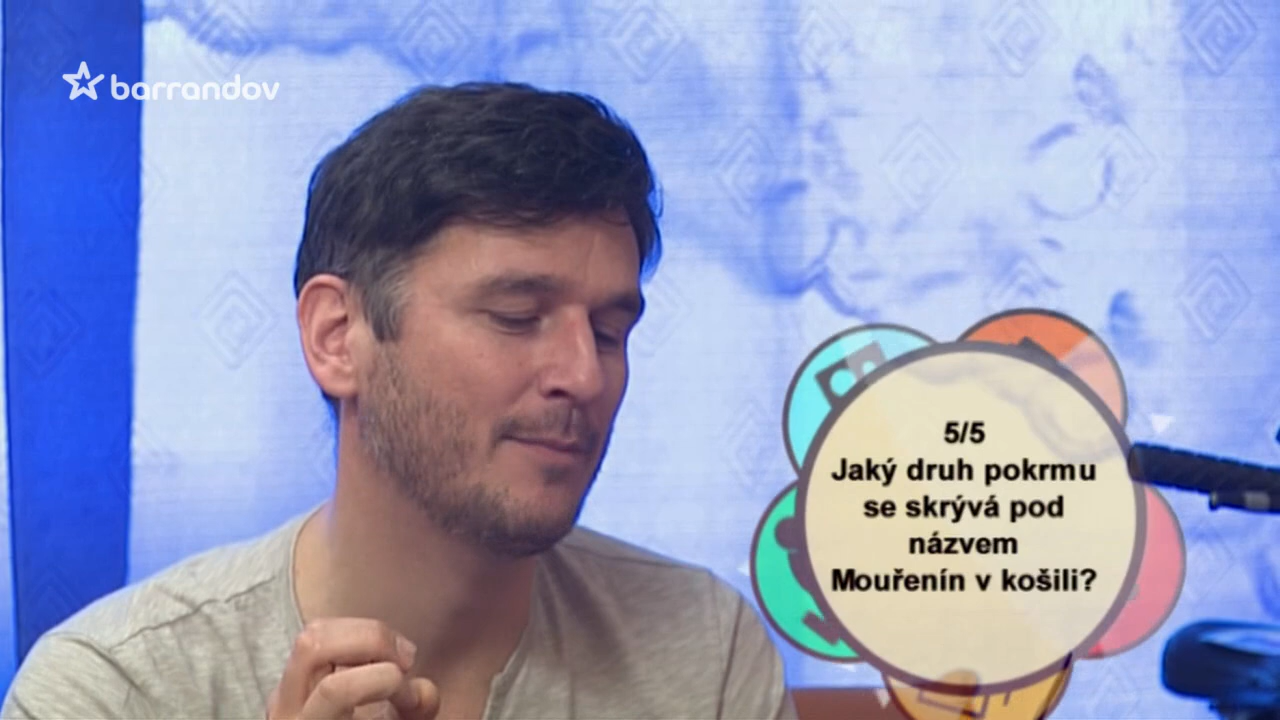 barrandov
5/5
Jaký druh pokrmu
se skrývá pod
názvem
Mouřenín v košili?